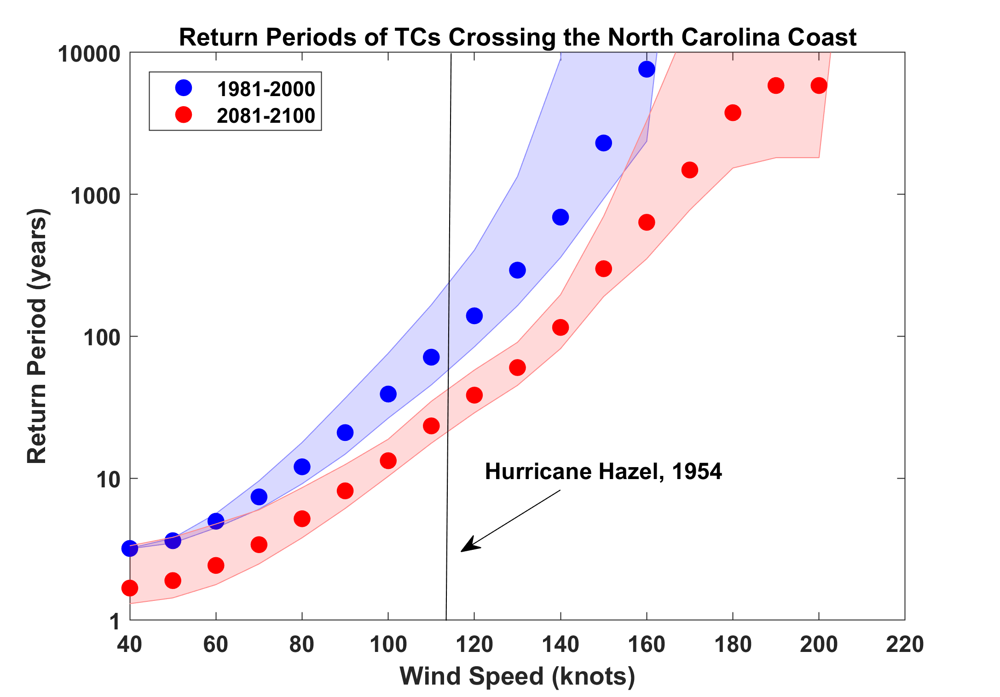 Return Periods of TCs Crossing the North Carolina Coast
10000
1000
100
10
1
Return Period (years)
1981-2000
2081-2100
Hurricane Hazel, 1954
40 60 80 100 120 140 160 180 200 220
Wind Speed (knots)